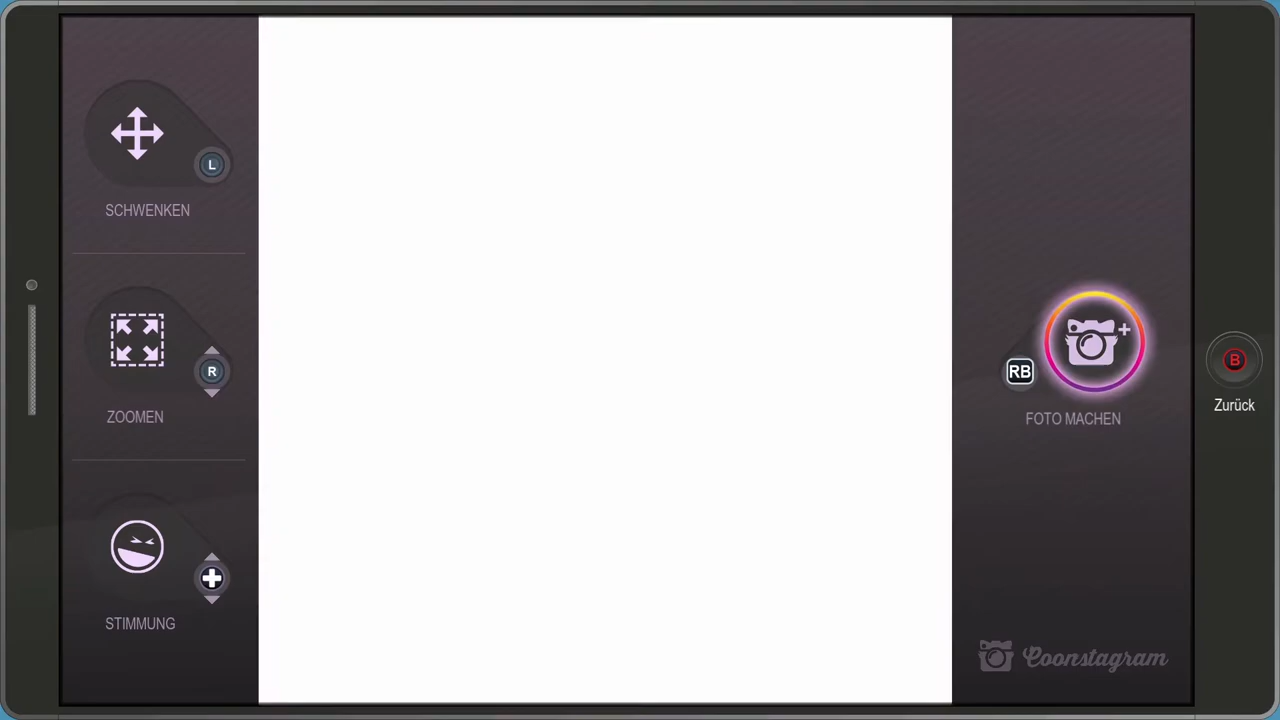 L
SCHWENKEN
R
ZOOMEN
STIMMUNG
RB
FOTO MACHEN
Coonstagram
B
Zurück